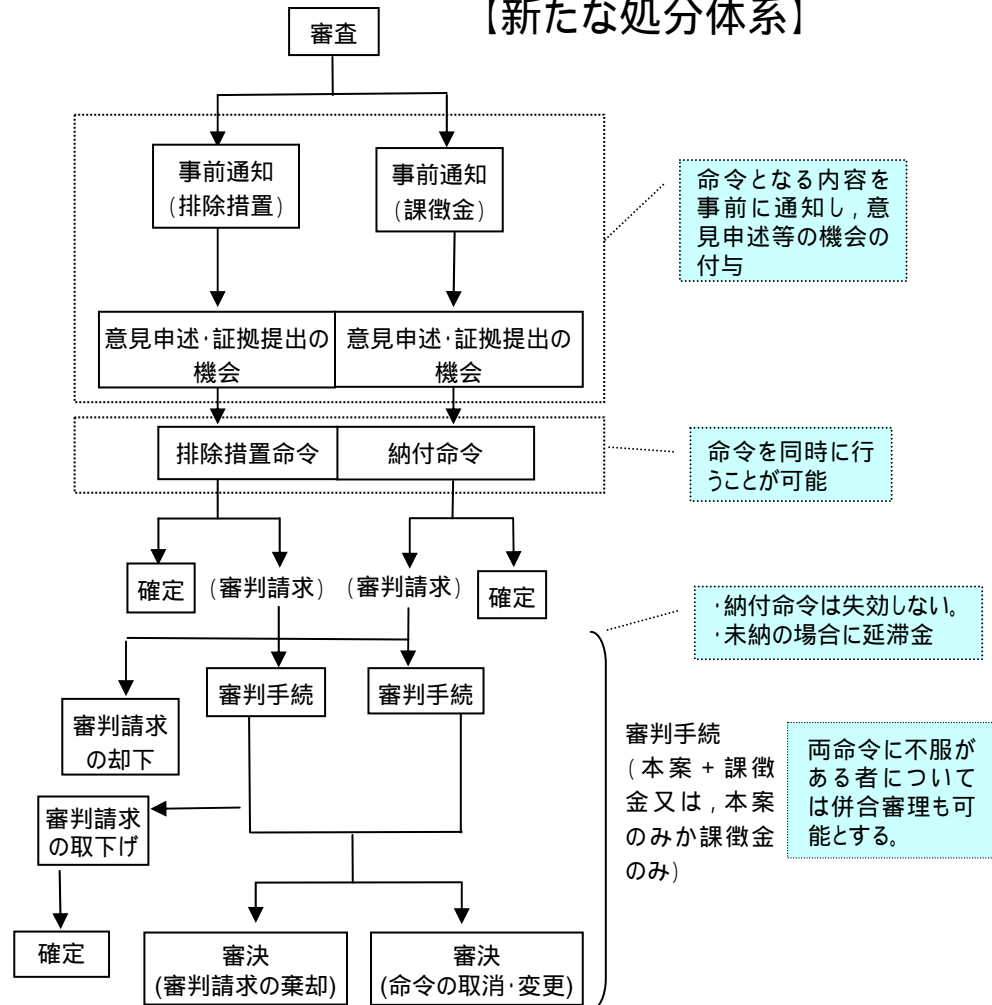 【新たな処分体系】
審査
事前通知
(排除措置)
事前通知
(課徴金)
命令となる内容を
事前に通知し,意
見申述等の機会の
付与
意見申述・証拠提出の
機会
意見申述・証拠提出の
機会
排除措置命令
納付命令
命令を同時に行
うことが可能
確定
(審判請求)
(審判請求)
確定
・納付命令は失効しない。
・未納の場合に延滞金
審判手続
審判手続
審判請求
の却下
審判手続
(本案+課徴
金又は,本案
のみか課徴金
のみ)
両命令に不服が
ある者について
は併合審理も可
能とする。
審判請求
の取下げ
確定
審決
(審判請求の棄却)
審決
(命令の取消・変更)